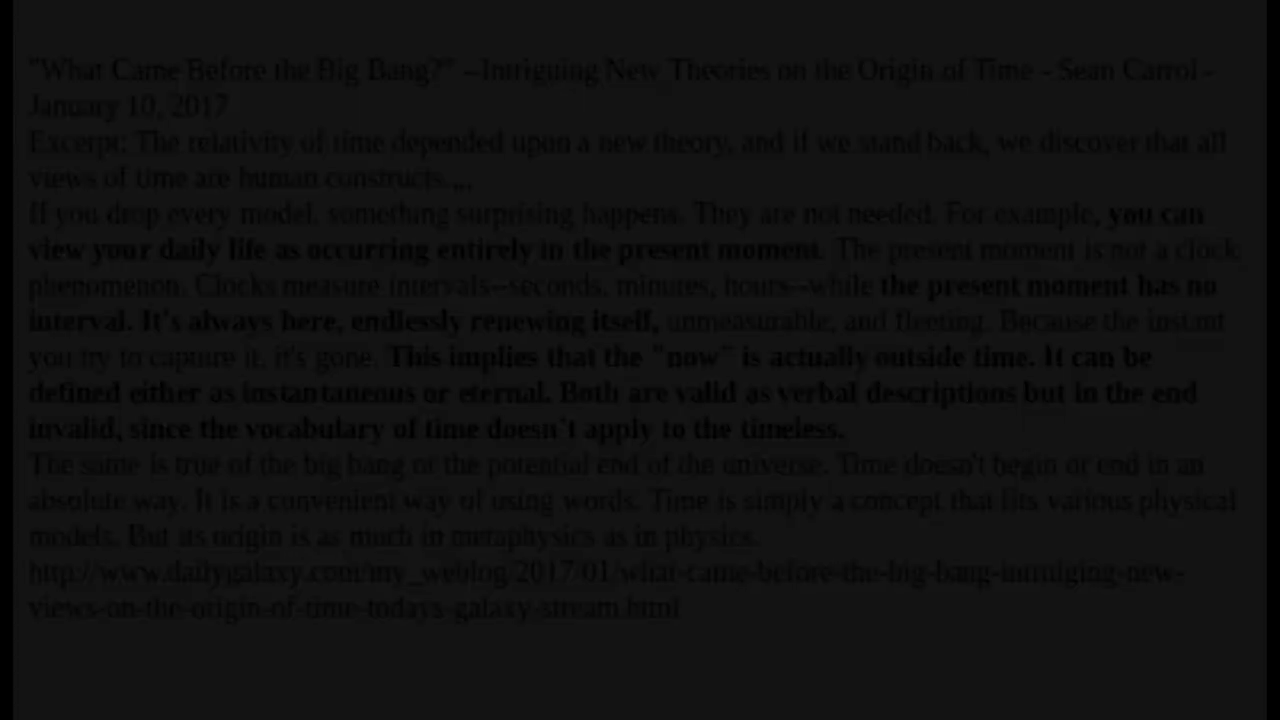 "What Came Before the Big Bang?" --Intriguing New Theories on the Origin of Time - Sean Carrol -
January 10, 2017
Excerpt: The relativity of time depended upon a new theory, and if we stand back, we discover that all
views of time are human constructs....
If you drop every model, something surprising happens. They are not needed. For example, you can
view your daily life as occurring entirely in the present moment. The present moment is not a clock
phenomenon. Clocks measure intervals--seconds, minutes, hours--while the present moment has no
interval. It's always here, endlessly renewing itself, unmeasurable, and fleeting. Because the instant
you try to capture it, it's gone. This implies that the "now" is actually outside time. It can be
defined either as instantaneous or eternal. Both are valid as verbal descriptions but in the end
invalid, since the vocabulary of time doesn't apply to the timeless.
The same is true of the big bang or the potential end of the universe. Time doesn't begin or end in an
absolute way. It is a convenient way of using words. Time is simply a concept that fits various physical
models. But its origin is as much in metaphysics as in physics.
http://www.dailygalaxy.com/my_weblog/2017/01/what-came-before-the-big-bang-intruiging-new-
views-on-the-origin-of-time-todays-galaxy-stream.html